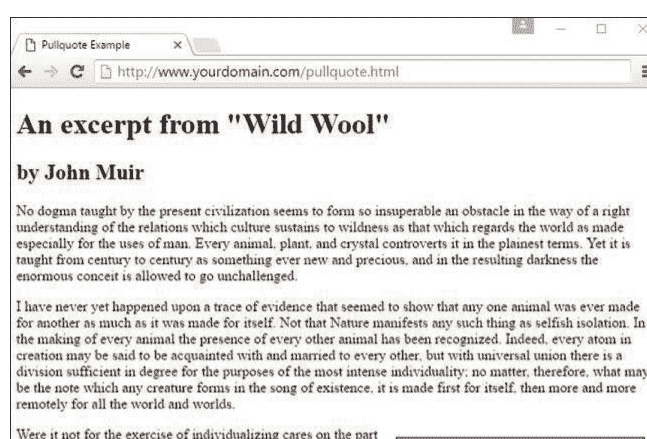 Pullquote Example
http://www.yourdomain.com/pullquote.html
An excerpt from "Wild Wool"
by John Muir
No dogma taught by the present civilization seems to form so insuperable an obstacle in the way of a right
understanding of the relations which culture sustains to wildness as that which regards the world as made
especially for the uses of man. Every animal, plant, and crystal controverts it in the plainest terms. Yet it is
taught from century to century as something ever new and precious, and in the resulting darkness the
enormous conceit is allowed to go unchallenged.
I have never yet happened upon a trace of evidence that seemed to show that any one animal was ever made
for another as much as it was made for itself. Not that Nature manifests any such thing as selfish isolation. In
the making of every animal the presence of every other animal has been recognized. Indeed, every atom in
creation may be said to be acquainted with and married to every other, but with universal union there is a
division sufficient in degree for the purposes of the most intense individuality; no matter, therefore, what may
be the note which any creature forms in the song of existence, it is made first for itself, then more and more
remotely for all the world and worlds.
Were it not for the exercise of individualizing cares on the part